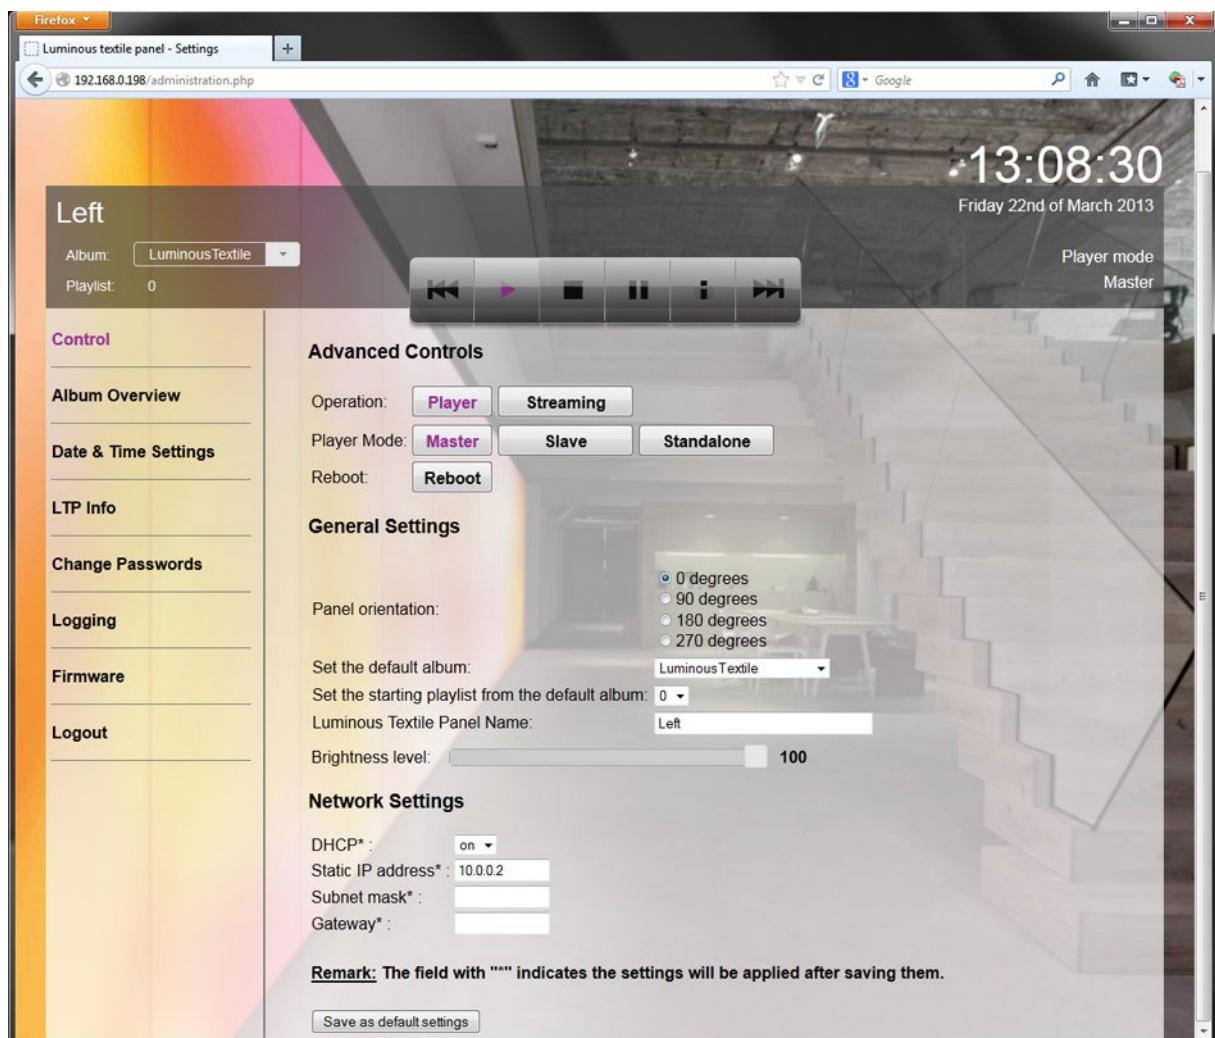 Firefox
Luminous textile panel - Settings
192.168.0.198/administration.php
Google
13:08:30
Friday 22nd of March 2013
Left
Album: LuminousTextile
Playlist: 0
Player mode
Master
Control
Album Overview
Date & Time Settings
LTP Info
Change Passwords
Logging
Firmware
Logout
Advanced Controls
Operation: Player Streaming
Player Mode: Master Slave Standalone
Reboot: Reboot
General Settings
Panel orientation:
0 degrees
90 degrees
180 degrees
270 degrees
Set the default album: LuminousTextile
Set the starting playlist from the default album: 0
Luminous Textile Panel Name: Left
Brightness level: 100
Network Settings
DHCP* : on
Static IP address* : 10.0.0.2
Subnet mask* :
Gateway* :
Remark: The field with "*" indicates the settings will be applied after saving them.
Save as default settings